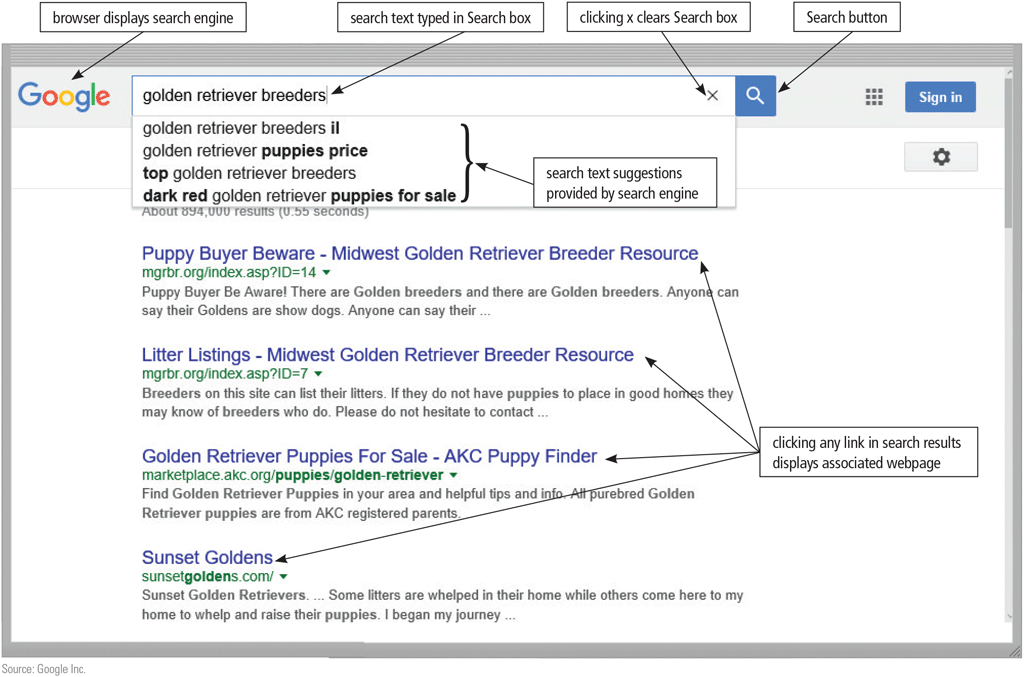 browser displays search engine
search text typed in Search box
clicking x clears Search box
Search button
Google
golden retriever breeders
Sign in
golden retriever breeders il
golden retriever puppies price
top golden retriever breeders
dark red golden retriever puppies for sale
search text suggestions
provided by search engine
About 894,000 results (0.55 seconds)
Puppy Buyer Beware - Midwest Golden Retriever Breeder Resource
mgrbr.org/index.asp?ID=14
Puppy Buyer Be Aware! There are Golden breeders and there are Golden breeders. Anyone can
say their Goldens are show dogs. Anyone can say their ...
Litter Listings - Midwest Golden Retriever Breeder Resource
mgrbr.org/index.asp?ID=7
Breeders on this site can list their litters. If they do not have puppies to place in good homes they
may know of breeders who do. Please do not hesitate to contact ...
clicking any link in search results
displays associated webpage
Golden Retriever Puppies For Sale - AKC Puppy Finder
marketplace.akc.org/puppies/golden-retriever
Find Golden Retriever Puppies in your area and helpful tips and info. All purebred Golden
Retriever puppies are from AKC registered parents.
Sunset Goldens
sunsetgoldens.com/
Sunset Golden Retrievers. ... Some litters are whelped in their home while others come here to my
home to whelp and raise their puppies. I began my journey ...
Source: Google Inc.